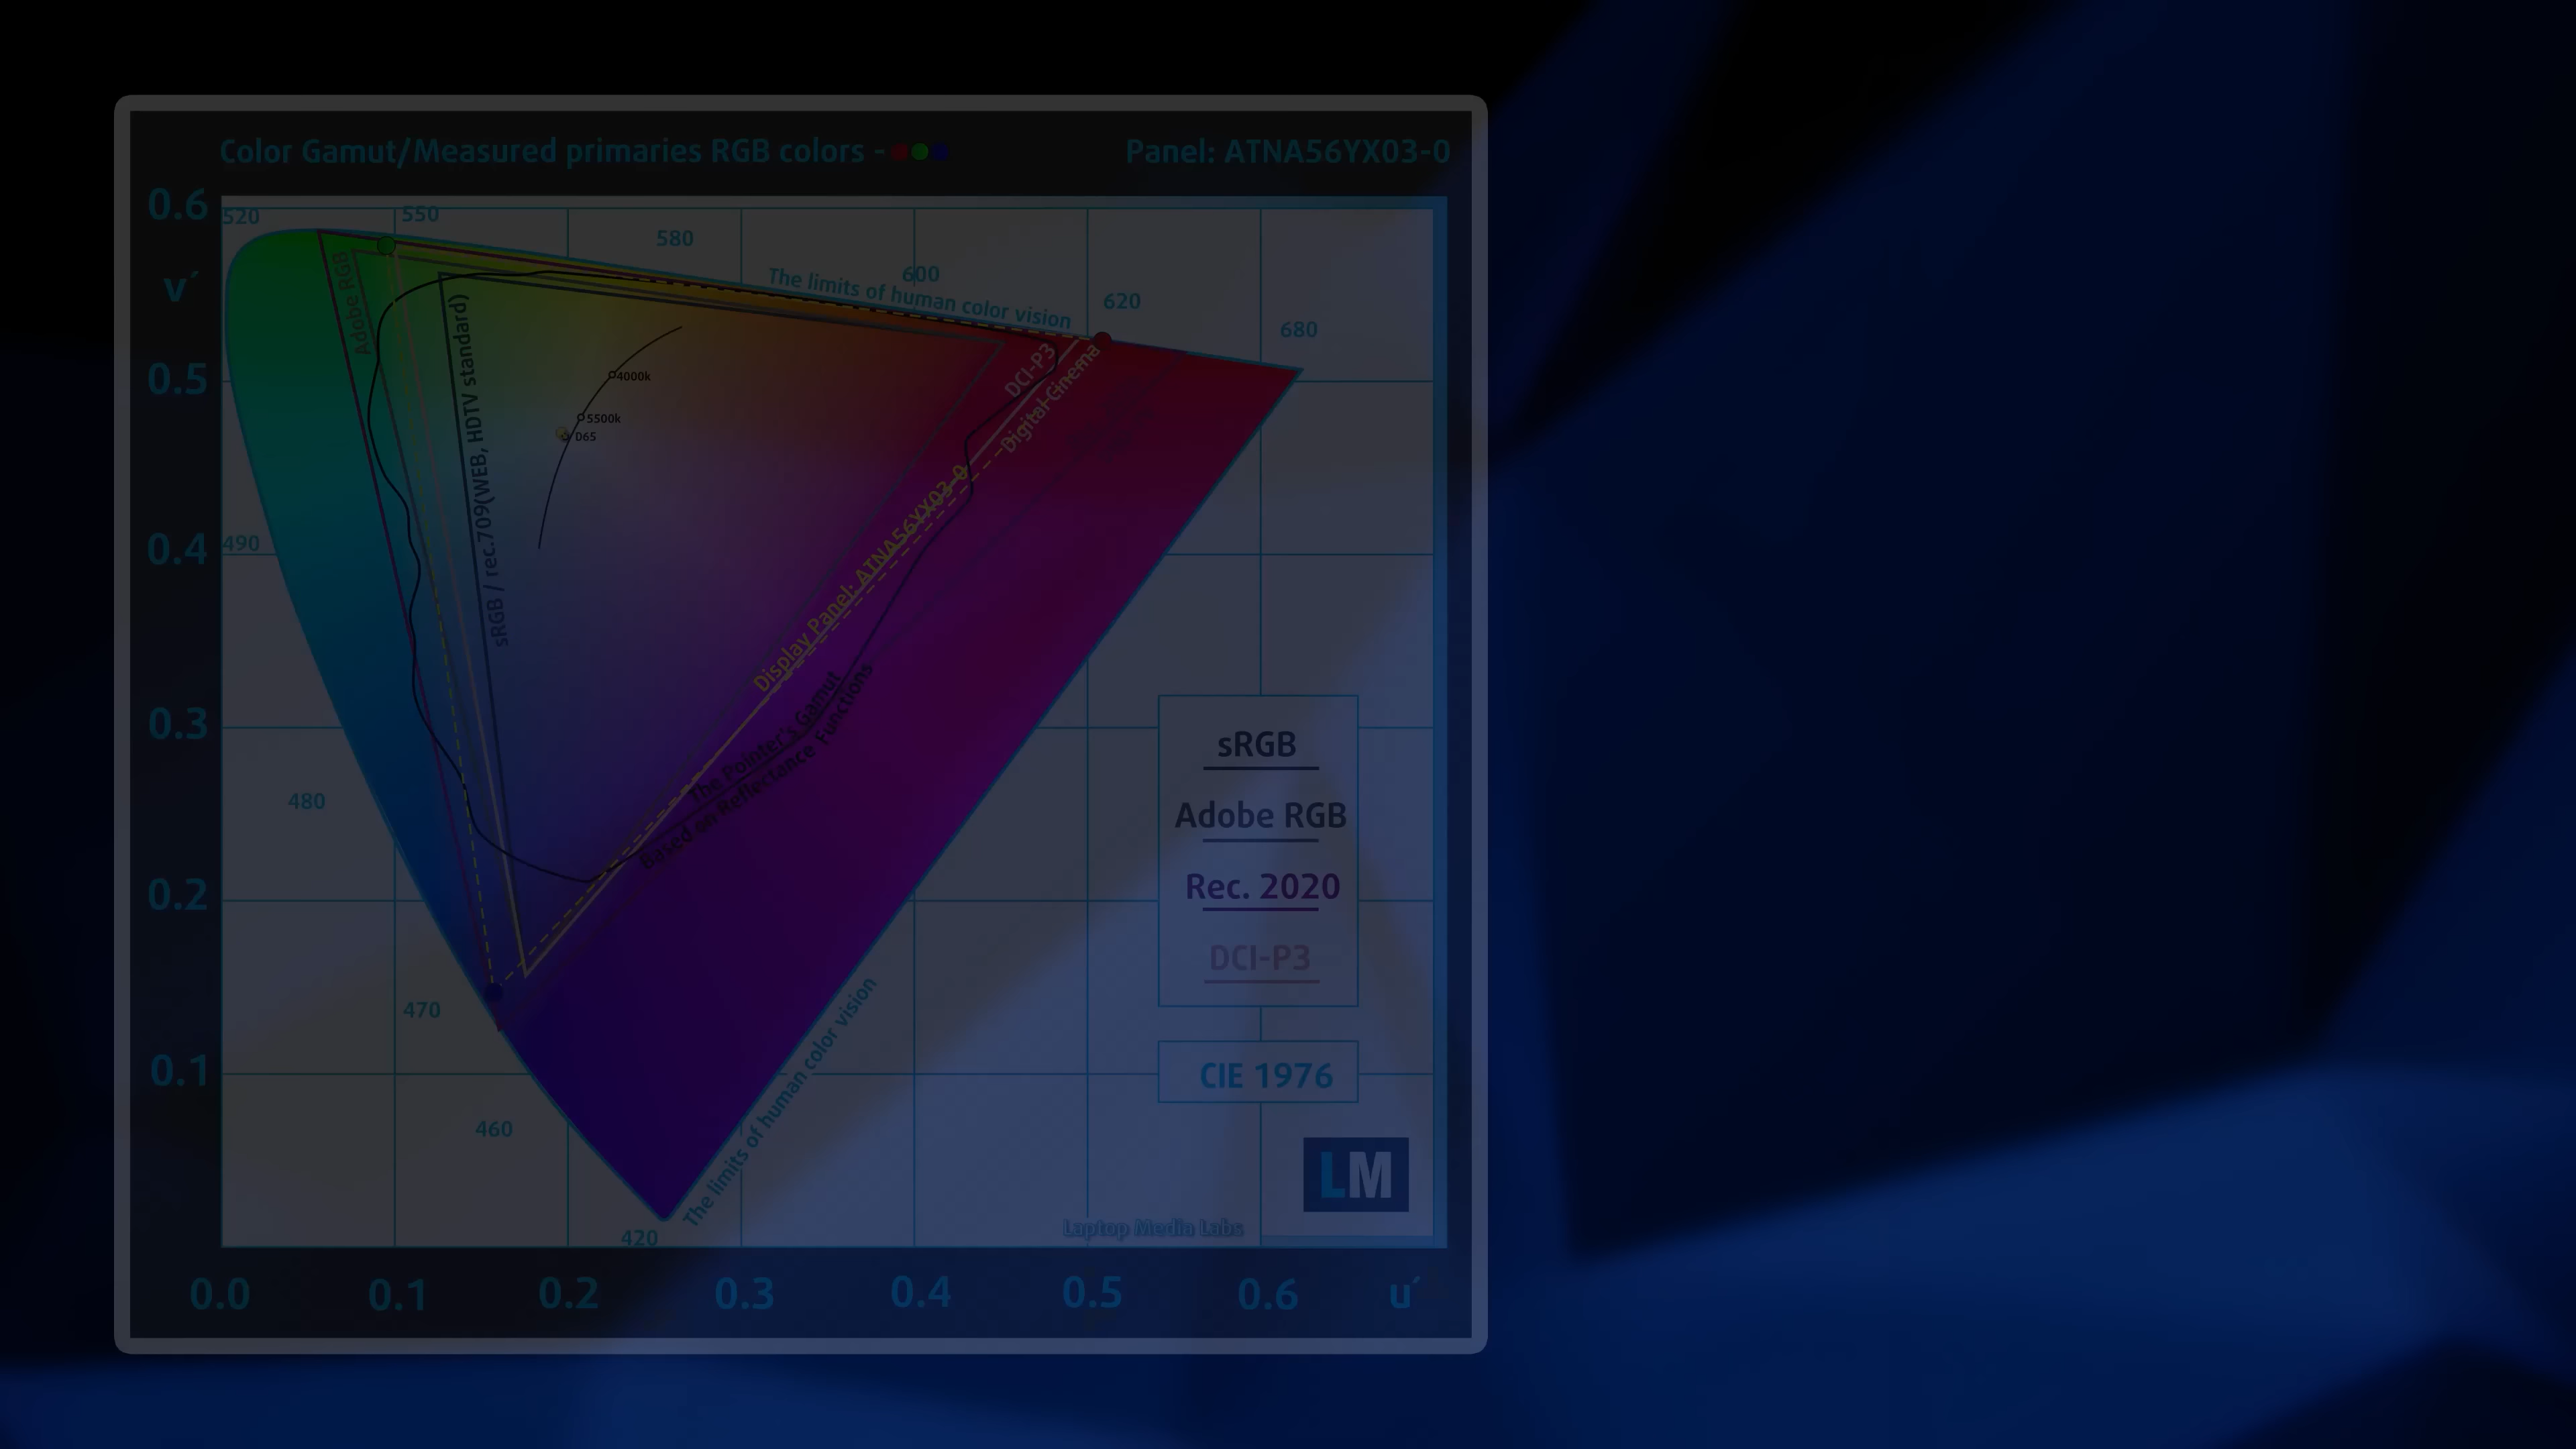 Color Gamut/Measured primaries RGB colors -
Panel: ATNA56YX03-0
0.6
520
550
580
600
620
680
v´
The limits of human color vision
Adobe RGB
sRGB / rec.709(WEB, HDTV standard)
DCI-P3
Digital Cinema
0.5
4000k
5500k
D65
0.4
490
Display Panel: ATNA56YX03-0
The Pointer's Gamut
Based on Reflectance Functions
0.3
480
sRGB
Adobe RGB
Rec. 2020
DCI-P3
0.2
470
The limits of human color vision
0.1
CIE 1976
460
LM
Laptop Media Labs
420
0.0
0.1
0.2
0.3
0.4
0.5
0.6
u´